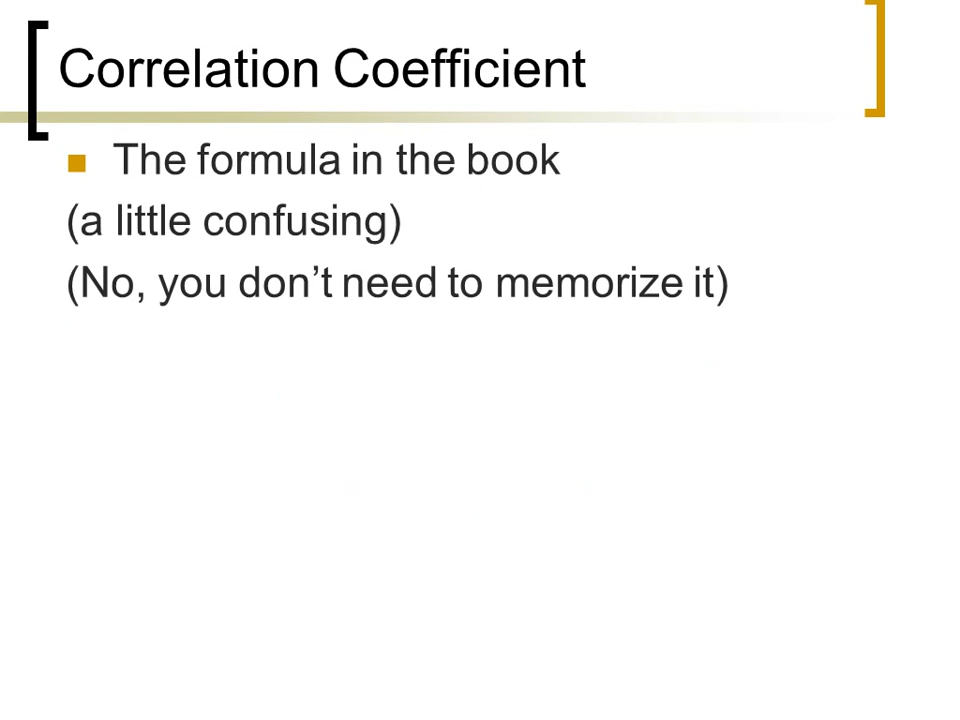 Correlation Coefficient
The formula in the book
(a little confusing)
(No, you don’t need to memorize it)